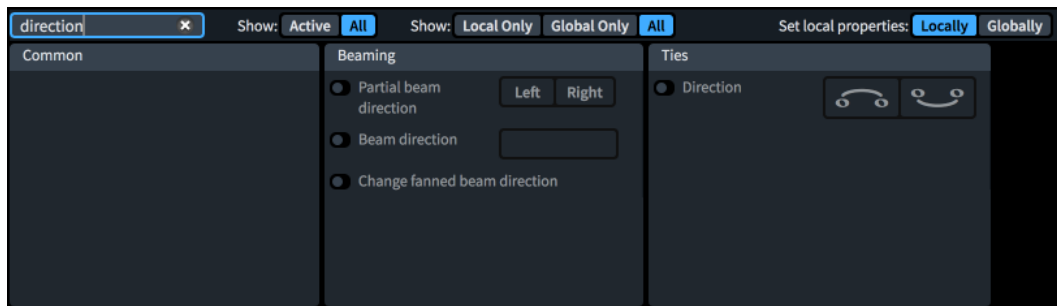 direction Show: Active All Show: Local Only Global Only All Set local properties: Locally Globally
Common Beaming Ties
Partial beam direction Left Right
Beam direction
Change fanned beam direction
Direction